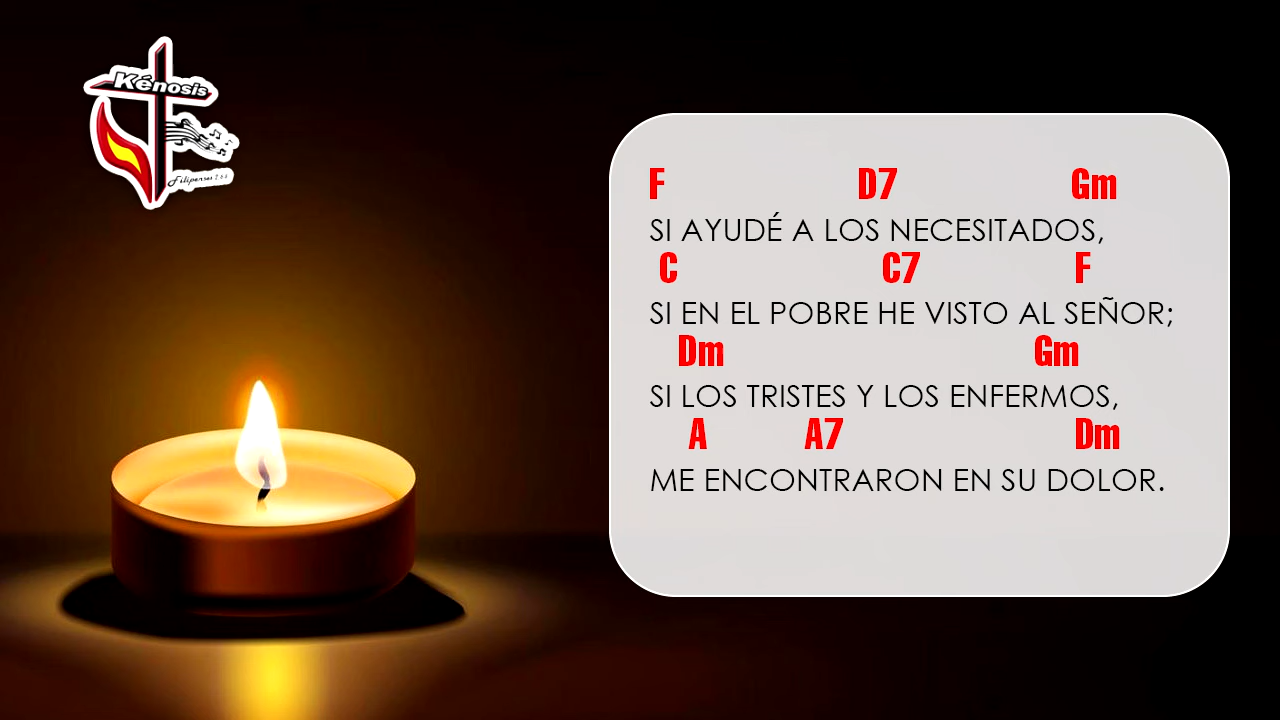 Kénosis
Filipenses
F D7 Gm
SI AYUDÉ A LOS NECESITADOS,
C C7 F
SI EN EL POBRE HE VISTO AL SEÑOR;
Dm Gm
SI LOS TRISTES Y LOS ENFERMOS,
A A7 Dm
ME ENCONTRARON EN SU DOLOR.